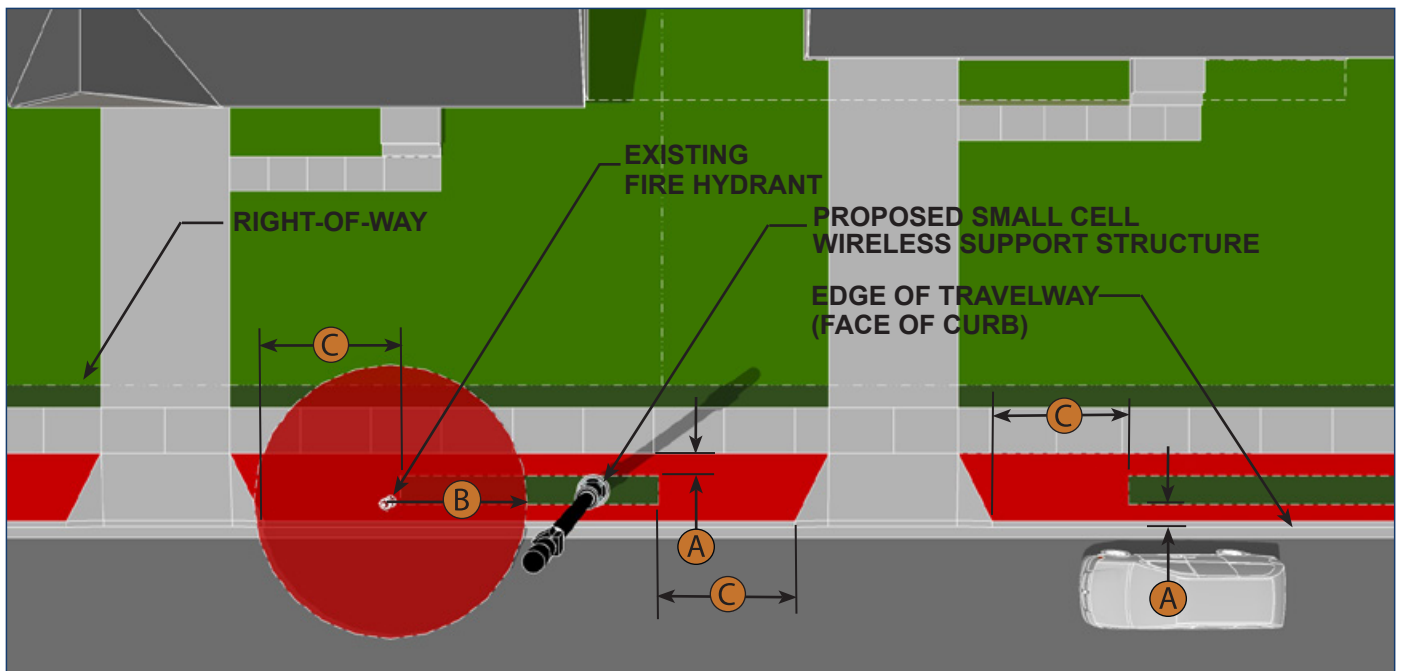 EXISTING
FIRE HYDRANT
RIGHT-OF-WAY
PROPOSED SMALL CELL
WIRELESS SUPPORT STRUCTURE
EDGE OF TRAVELWAY
(FACE OF CURB)
C
C
B
A
C
A